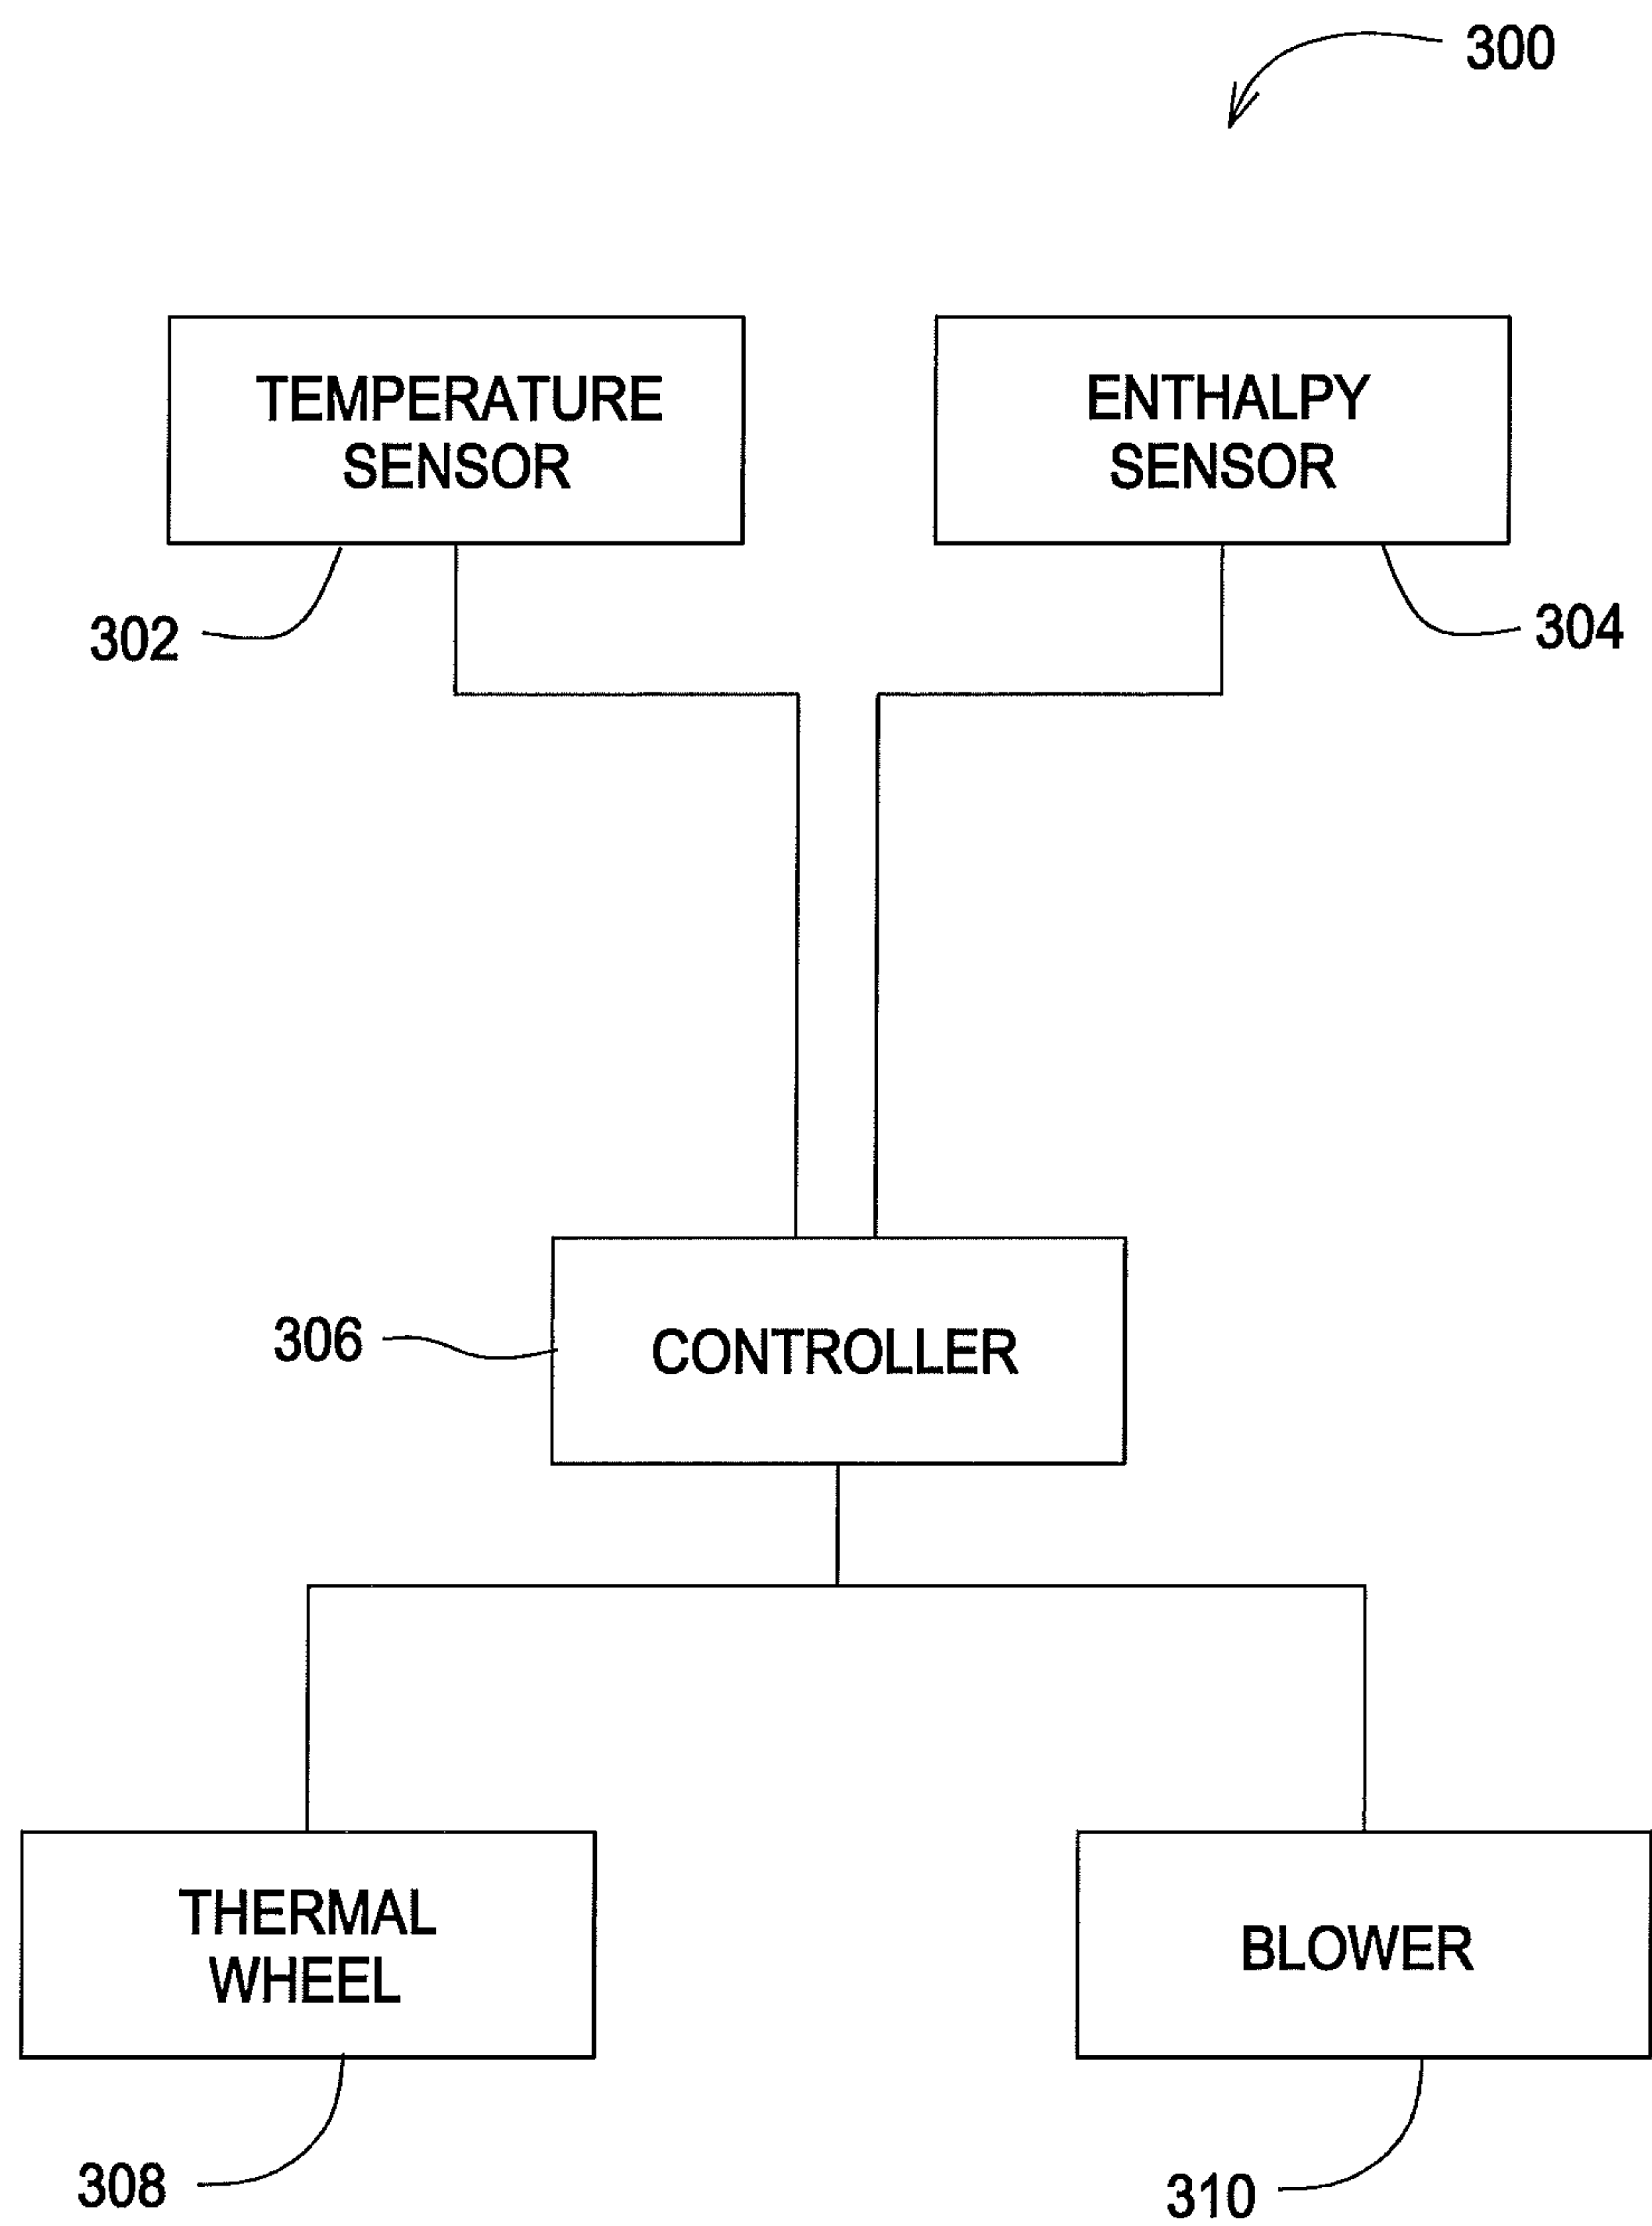 300
TEMPERATURE
SENSOR
ENTHALPY
SENSOR
302
304
306
CONTROLLER
THERMAL
WHEEL
BLOWER
308
310